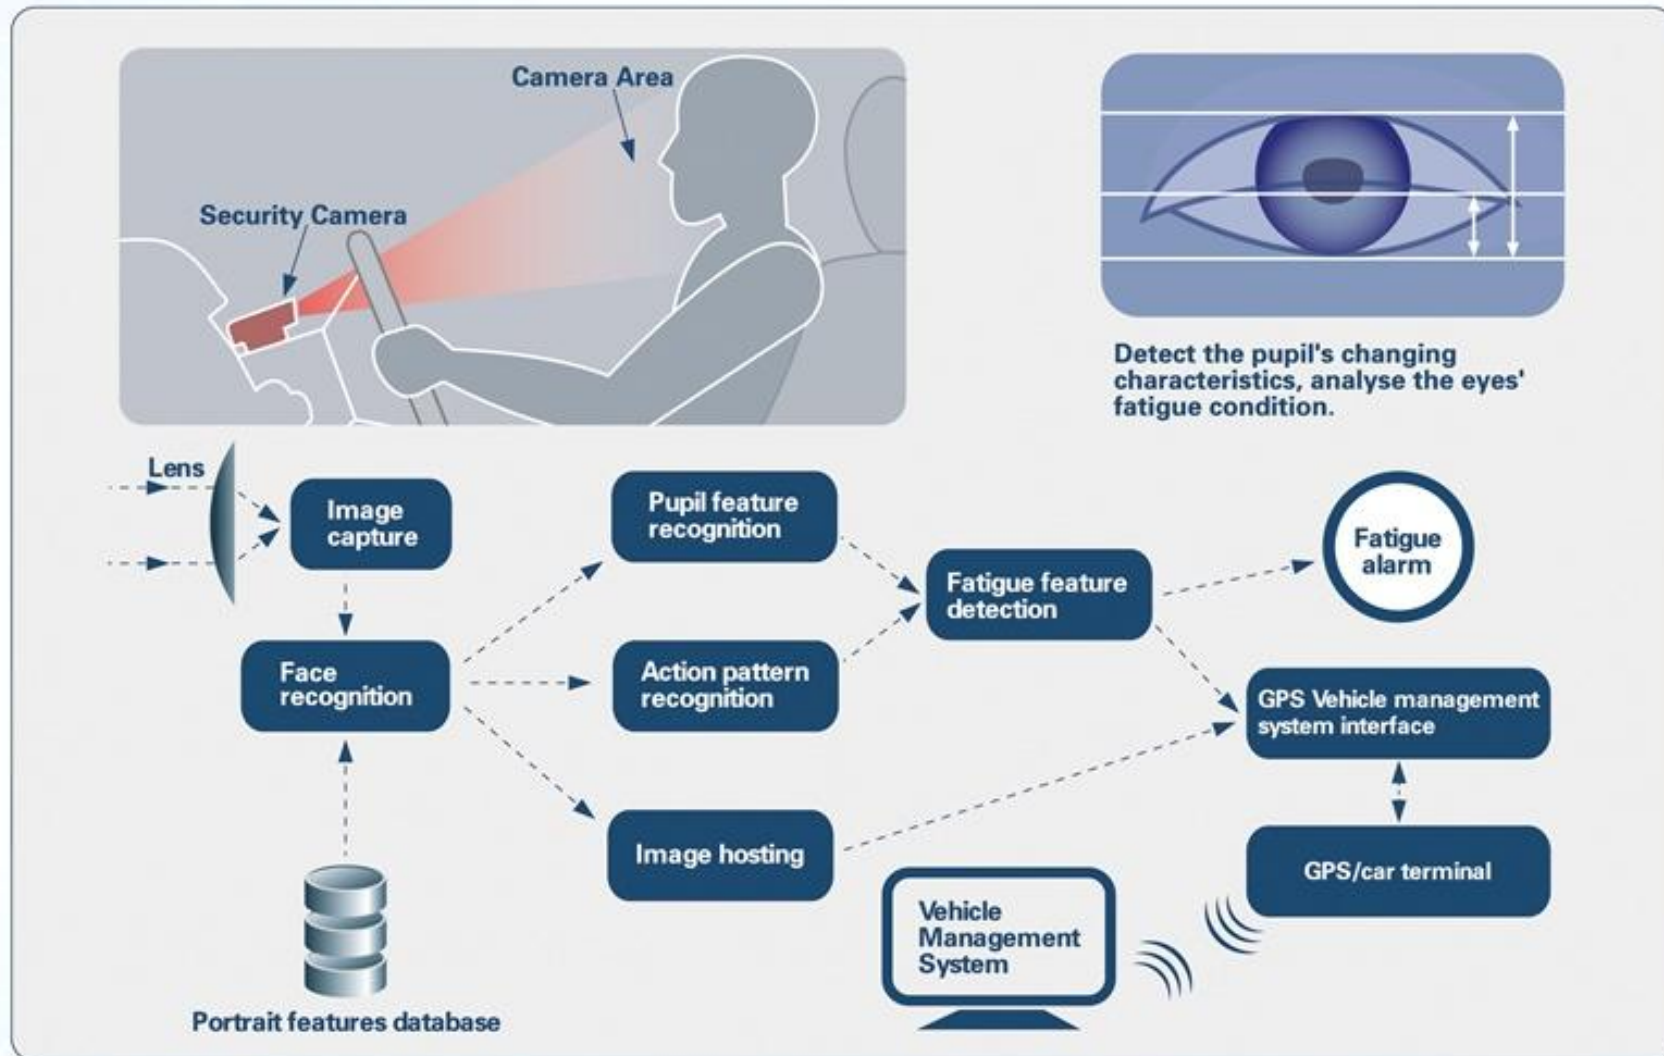 Camera Area
Security Camera
Detect the pupil's changing
characteristics, analyse the eyes'
fatigue condition.
Lens
Image
capture
Pupil feature
recognition
Fatigue
alarm
Fatigue feature
detection
Face
recognition
Action pattern
recognition
GPS Vehicle management
system interface
Image hosting
GPS/car terminal
Vehicle
Management
System
Portrait features database